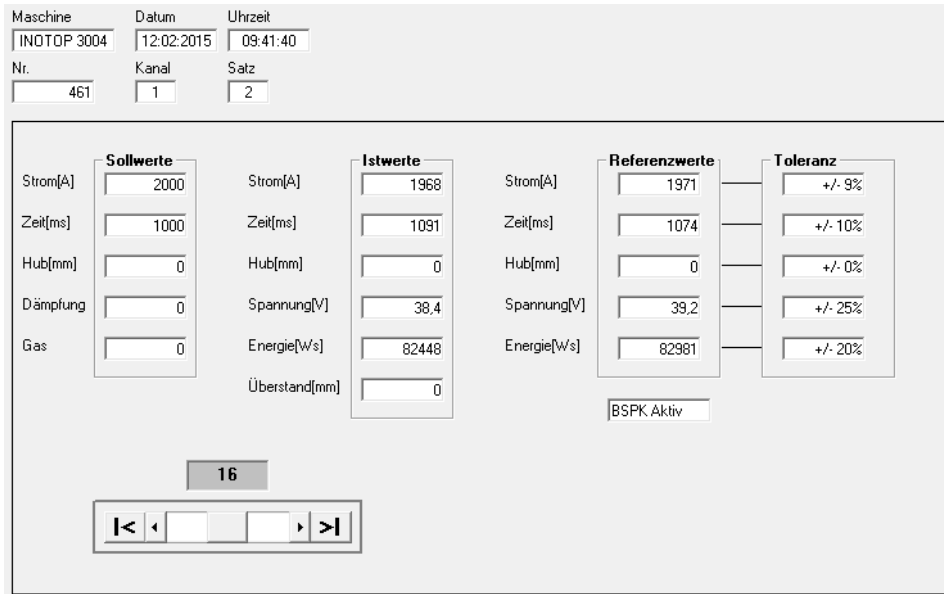 Maschine Datum Uhrzeit
INOTOP 3004 12:02:2015 09:41:40
Nr. Kanal Satz
461 1 2
Sollwerte Istwerte Referenzwerte Toleranz
Strom[A] 2000 Strom[A] 1968 Strom[A] 1971 +/- 9%
Zeit[ms] 1000 Zeit[ms] 1091 Zeit[ms] 1074 +/- 10%
Hub[mm] 0 Hub[mm] 0 Hub[mm] 0 +/- 0%
Dämpfung 0 Spannung[V] 38,4 Spannung[V] 39,2 +/- 25%
Gas 0 Energie[Ws] 82448 Energie[Ws] 82981 +/- 20%
Überstand[mm] 0
BSPK Aktiv
16
|< >|